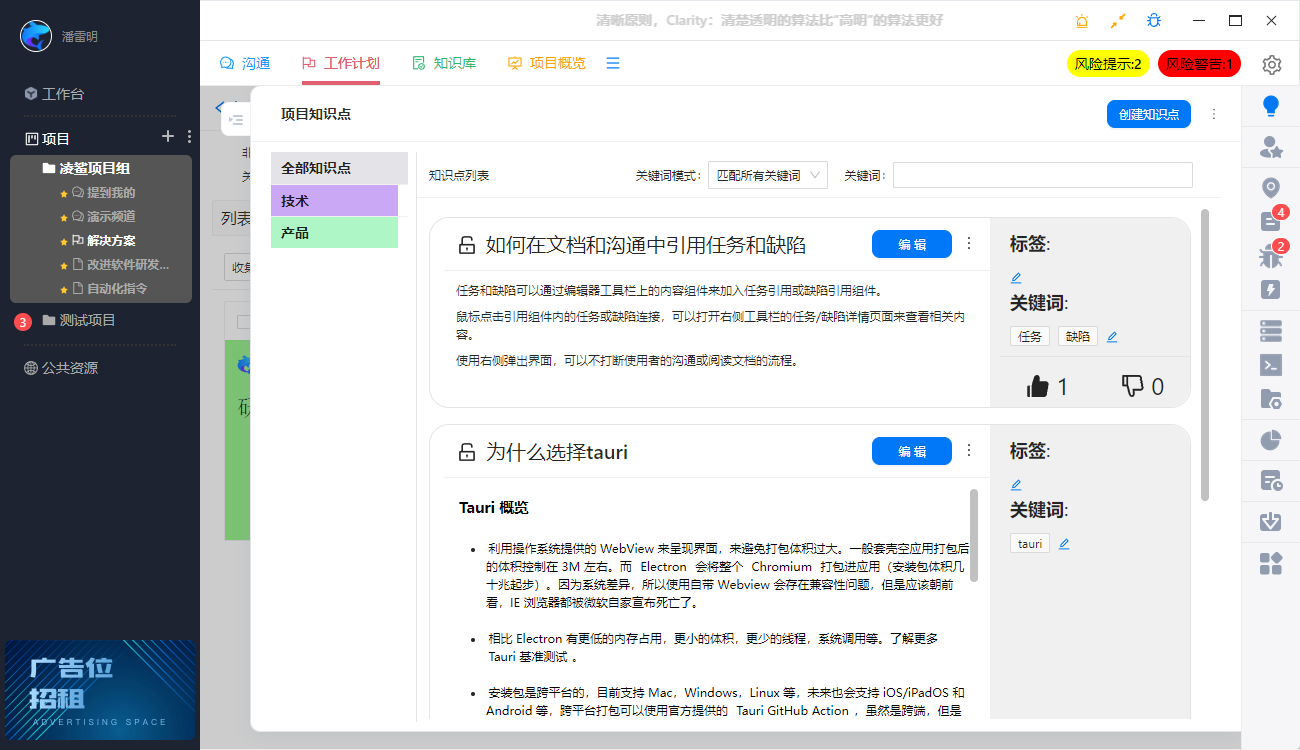 潘雷明
清晰原则，Clarity：清楚透明的算法比“高明”的算法更好
沟通
工作计划
知识库
项目概览
风险提示:2
风险警告:1
工作台
项目
凌鲨项目组
提到我的
演示频道
解决方案
改进软件研发...
自动化指令
3
测试项目
公共资源
广告位
招租
ADVERTISING SPACE
列表
收集
项目知识点
创建知识点
全部知识点
技术
产品
知识点列表
关键词模式:
匹配所有关键词
关键词:
如何在文档和沟通中引用任务和缺陷
编 辑
任务和缺陷可以通过编辑器工具栏上的内容组件来加入任务引用或缺陷引用组件。
鼠标点击引用组件内的任务或缺陷连接，可以打开右侧工具栏的任务/缺陷详情页面来查看相关内
容。
使用右侧弹出界面，可以不打断使用者的沟通或阅读文档的流程。
标签:
关键词:
任务
缺陷
1
0
为什么选择tauri
编 辑
Tauri 概览
利用操作系统提供的 WebView 来呈现界面，来避免打包体积过大。一般套壳空应用打包后
的体积控制在 3M 左右。而 Electron 会将整个 Chromium 打包进应用（安装包体积几
十兆起步）。因为系统差异，所以使用自带 Webview 会存在兼容性问题，但是应该朝前
看，IE 浏览器都被微软自家宣布死亡了。
相比 Electron 有更低的内存占用，更小的体积，更少的线程，系统调用等。了解更多
Tauri 基准测试 。
安装包是跨平台的，目前支持 Mac，Windows，Linux 等，未来也会支持 iOS/iPadOS 和
Android 等，跨平台打包可以使用官方提供的 Tauri GitHub Action ，虽然是跨端，但是
标签:
关键词:
tauri
4
2